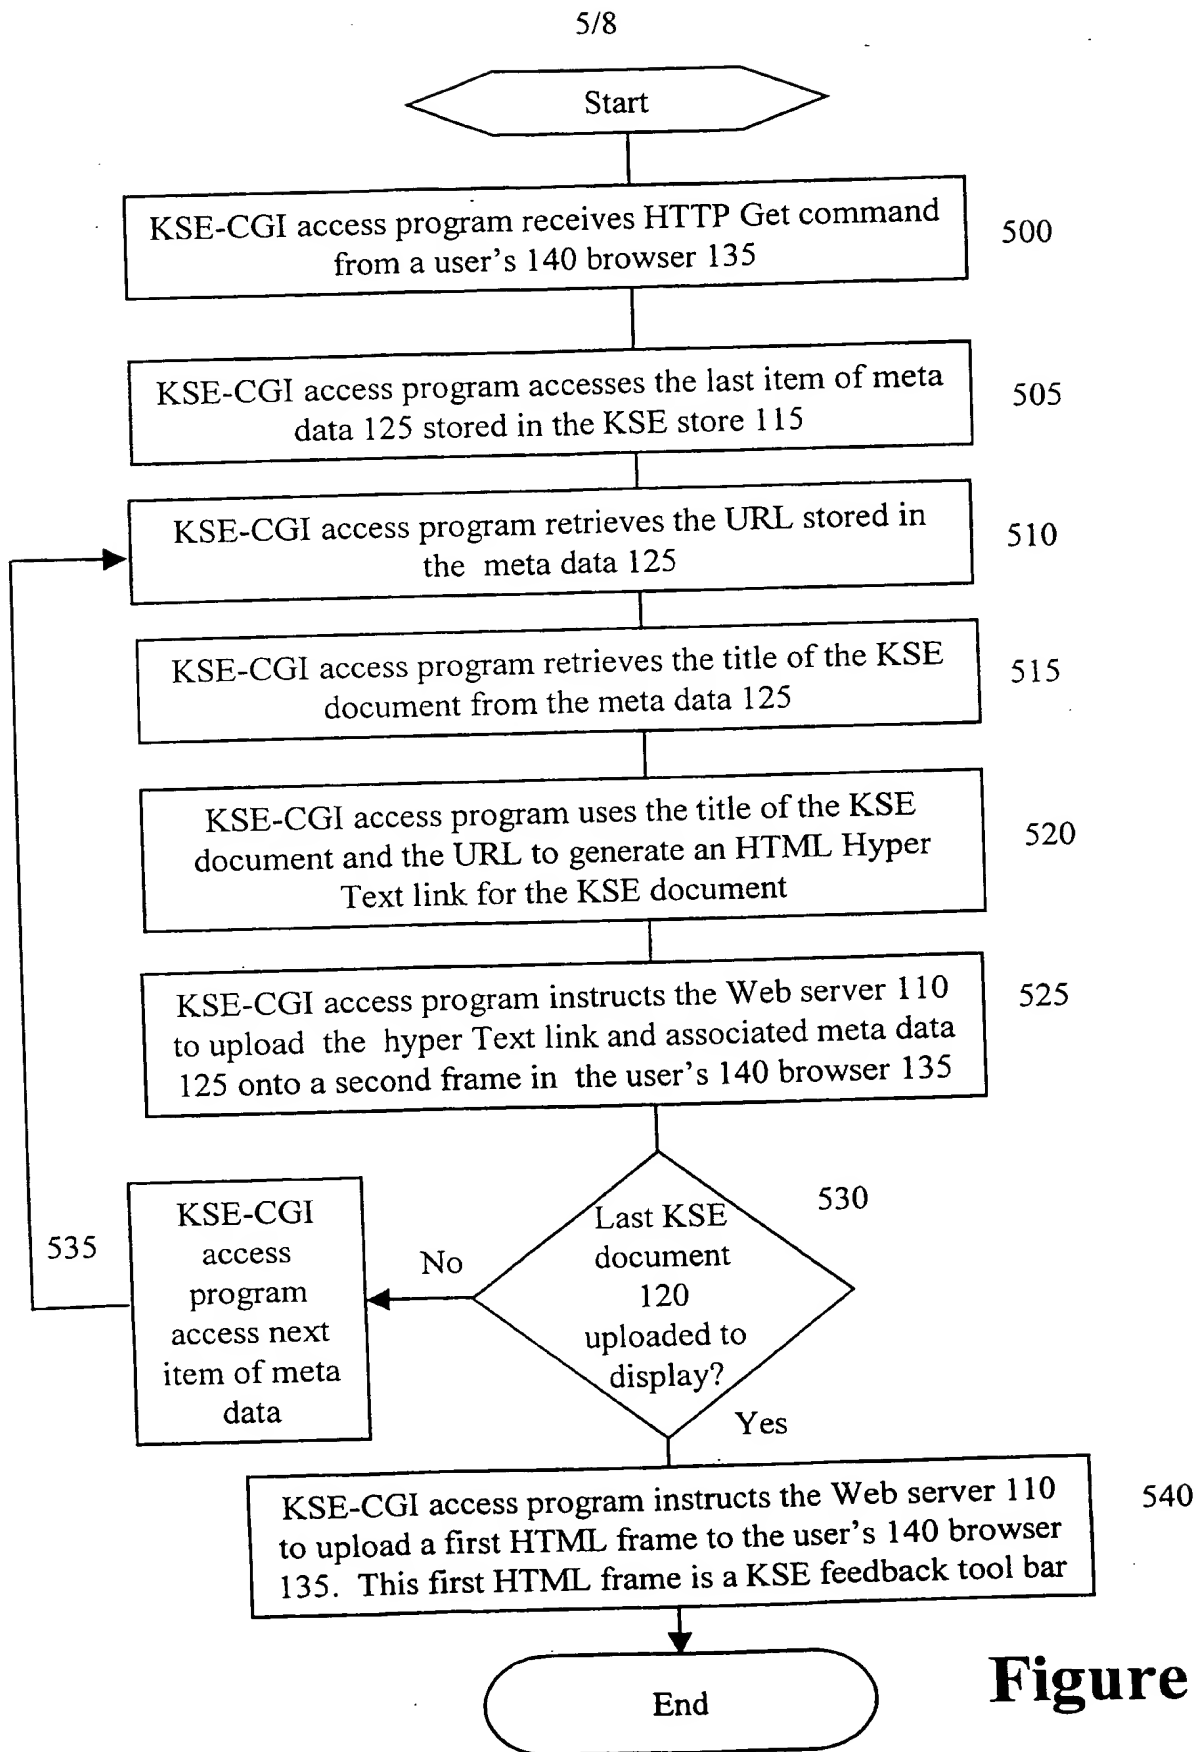 5/8
Start
KSE-CGI access program receives HTTP Get command
from a user's 140 browser 135
500
KSE-CGI access program accesses the last item of meta
data 125 stored in the KSE store 115
505
KSE-CGI access program retrieves the URL stored in
the meta data 125
510
KSE-CGI access program retrieves the title of the KSE
document from the meta data 125
515
KSE-CGI access program uses the title of the KSE
document and the URL to generate an HTML Hyper
Text link for the KSE document
520
KSE-CGI access program instructs the Web server 110
to upload the hyper Text link and associated meta data
125 onto a second frame in the user's 140 browser 135
525
530
Last KSE
document
120
uploaded to
display?
No
535
KSE-CGI
access
program
access next
item of meta
data
Yes
KSE-CGI access program instructs the Web server 110
to upload a first HTML frame to the user's 140 browser
135. This first HTML frame is a KSE feedback tool bar
540
End
Figure